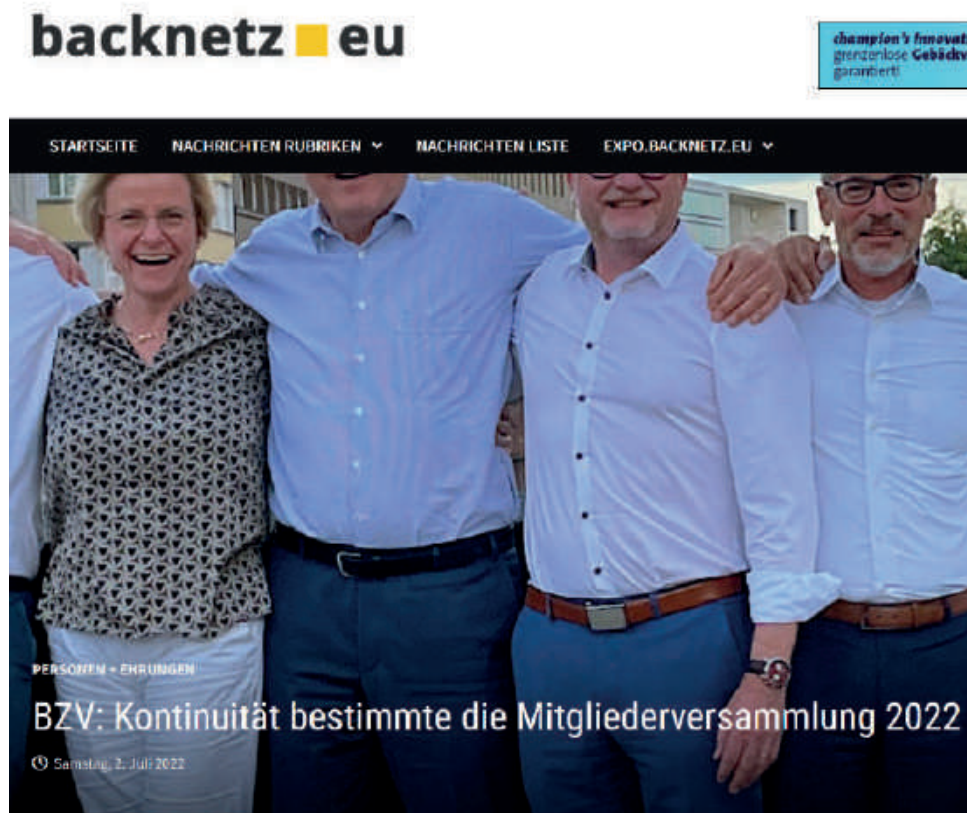 backnetz eu
champion's Innovat
grenzenlose Gebäckv
garantiert!
STARTSEITE NACHRICHTEN RUBRIKEN NACHRICHTEN LISTE EXPO.BACKNETZ.EU
PERSONEN + EHRUNGEN
BZV: Kontinuität bestimmte die Mitgliederversammlung 2022
Samstag, 2. Juli 2022